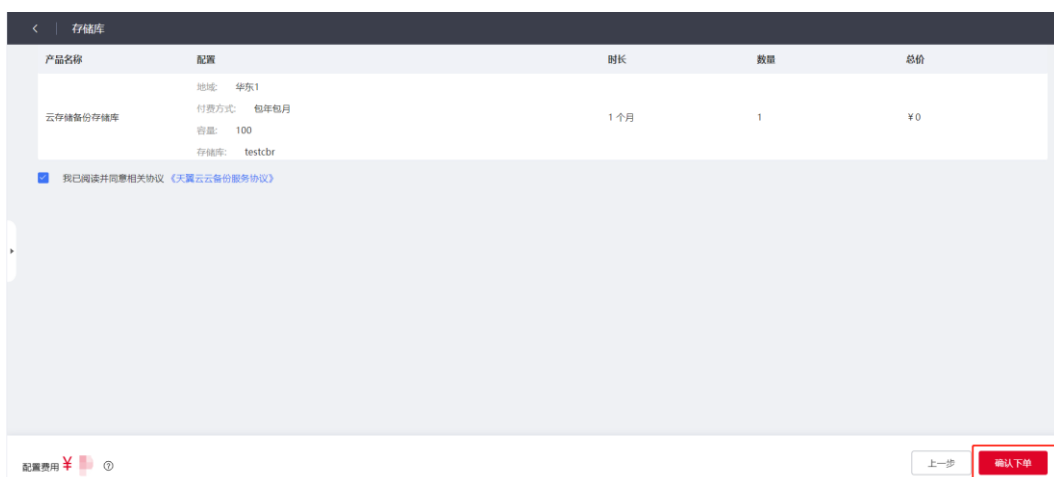 存储库
产品名称 配置 时长 数量 总价
地域: 华东1
付费方式: 包年包月
云存储备份存储库 1 个月 1 ¥0
容量: 100
存储库: testcbr
我已阅读并同意相关协议《天翼云云备份服务协议》
配置费用 ¥
上一步 确认下单